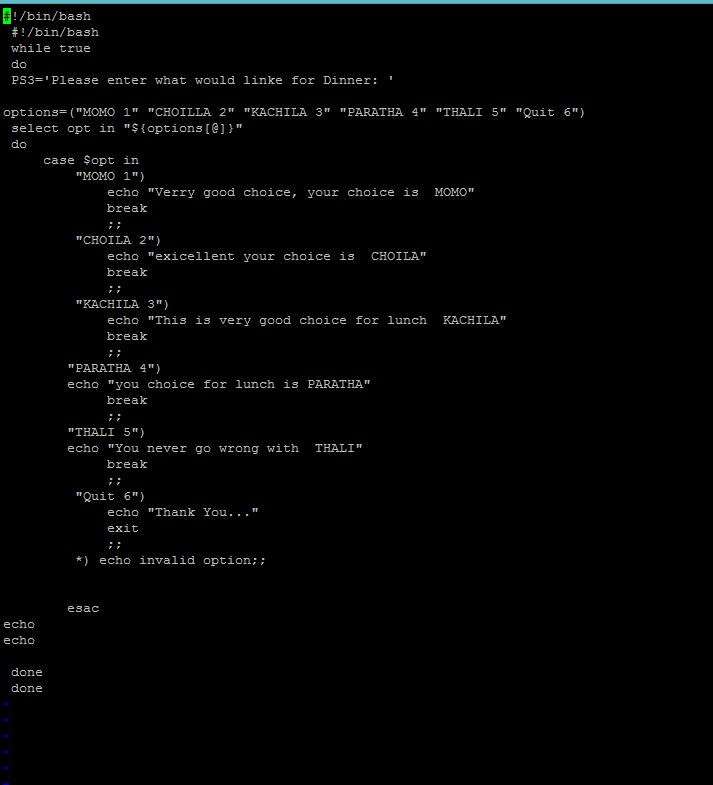 #!/bin/bash
#!/bin/bash
while true
do
PS3='Please enter what would linke for Dinner: '
options=("MOMO 1" "CHOILLA 2" "KACHILA 3" "PARATHA 4" "THALI 5" "Quit 6")
select opt in "${options[@]}"
do
case $opt in
"MOMO 1")
echo "Verry good choice, your choice is  MOMO"
break
;;
"CHOILA 2")
echo "exicellent your choice is  CHOILA"
break
;;
"KACHILA 3")
echo "This is very good choice for lunch  KACHILA"
break
;;
"PARATHA 4")
echo "you choice for lunch is PARATHA"
break
;;
"THALI 5")
echo "You never go wrong with  THALI"
break
;;
"Quit 6")
echo "Thank You..."
exit
;;
*) echo invalid option;;
esac
echo
echo
done
done
~
~
~
~
~
~